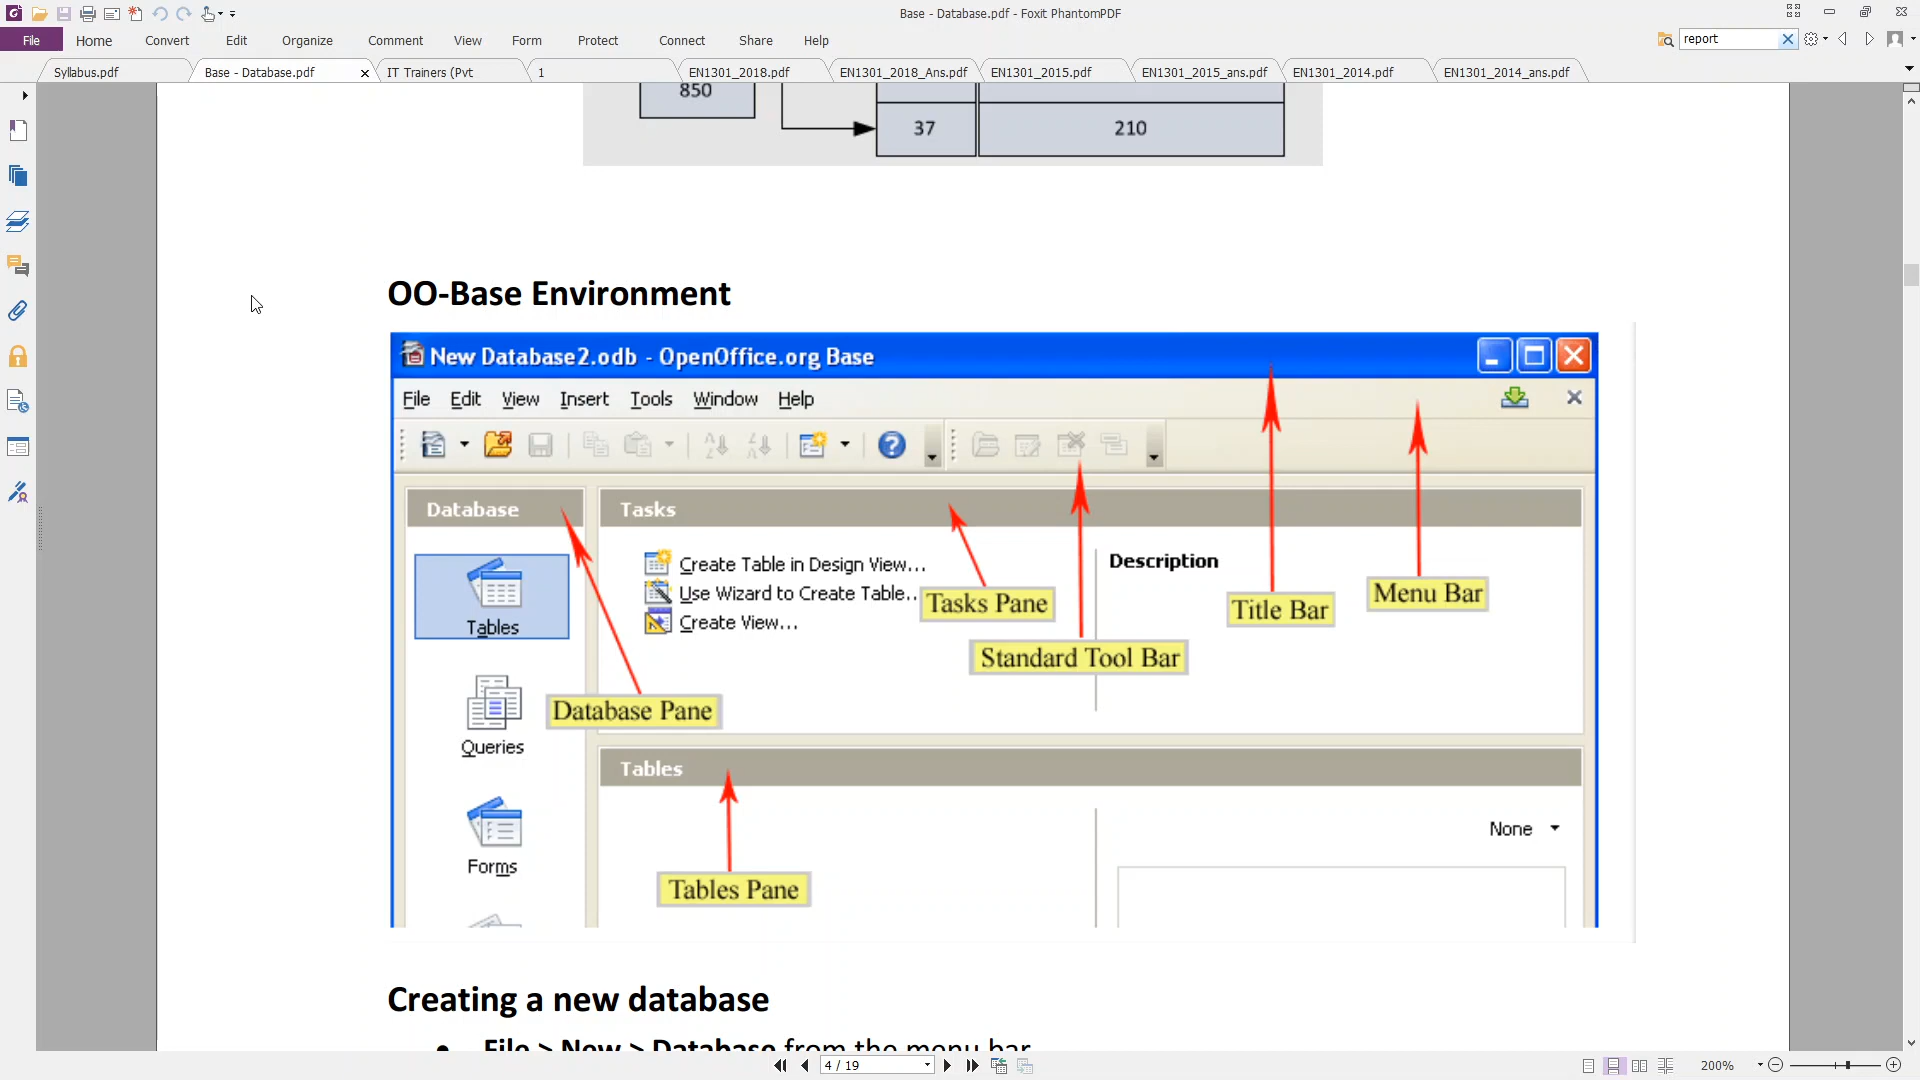 Base - Database.pdf - Foxit PhantomPDF
File Home Convert Edit Organize Comment View Form Protect Connect Share Help report
Syllabus.pdf Base - Database.pdf IT Trainers (Pvt 1 EN1301_2018.pdf EN1301_2018_Ans.pdf EN1301_2015.pdf EN1301_2015_ans.pdf EN1301_2014.pdf EN1301_2014_ans.pdf
850
37 210
OO-Base Environment
New Database2.odb - OpenOffice.org Base
File Edit View Insert Tools Window Help
Database Tasks
Create Table in Design View...
Description
Use Wizard to Create Table..
Tasks Pane
Title Bar
Menu Bar
Create View...
Tables
Standard Tool Bar
Database Pane
Queries
Tables
None
Forms
Tables Pane
Creating a new database
• File > New > Database from the menu bar
4 / 19 200%